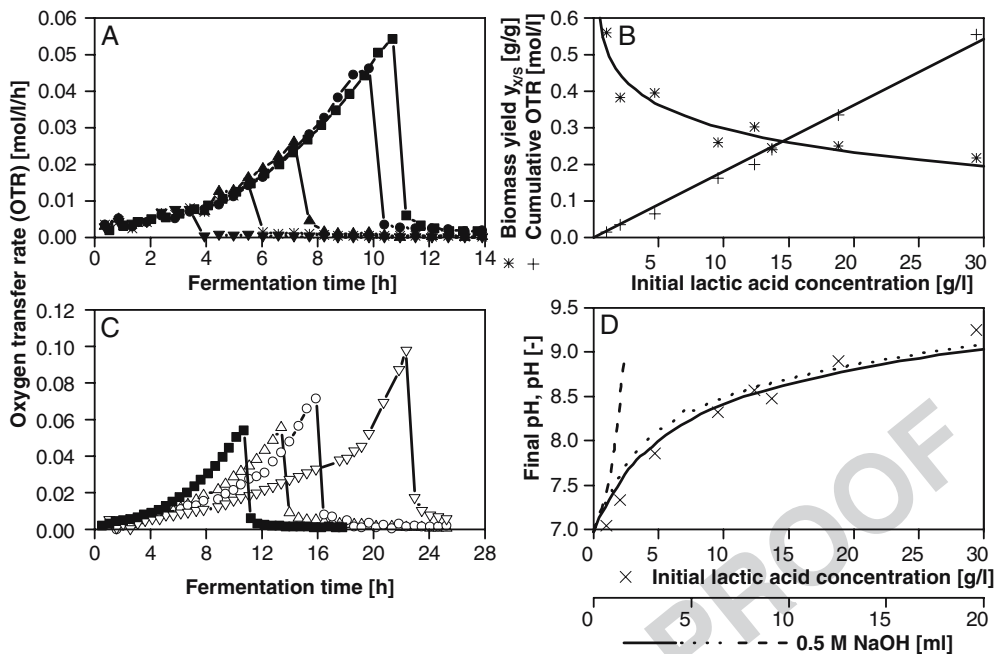 A
0.06
0.05
0.04
0.03
0.02
0.01
0.00
0 2 4 6 8 10 12 14
Fermentation time [h]
Oxygen transfer rate (OTR) [mol/l/h]
B
0.6
0.5
0.4
0.3
0.2
0.1
0.0
5 10 15 20 25 30
Initial lactic acid concentration [g/l]
Biomass yield yx/s [g/g]
Cumulative OTR [mol/l]
C
0.12
0.10
0.08
0.06
0.04
0.02
0.00
0 4 8 12 16 20 24 28
Fermentation time [h]
D
9.5
9.0
8.5
8.0
7.5
7.0
0 5 10 15 20 25 30
Initial lactic acid concentration [g/l]
Final pH, pH [-]
0 5 10 15 20
0.5 M NaOH [ml]
PROOF